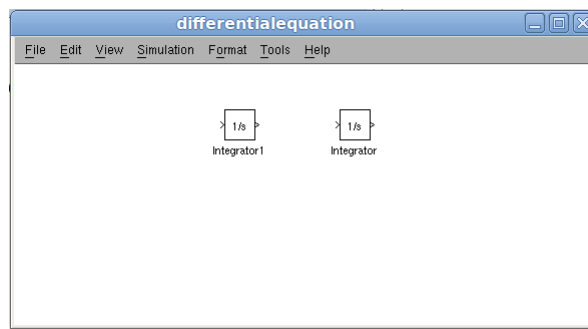 differentialequation
File Edit View Simulation Format Tools Help
1/s 1/s
Integrator1 Integrator